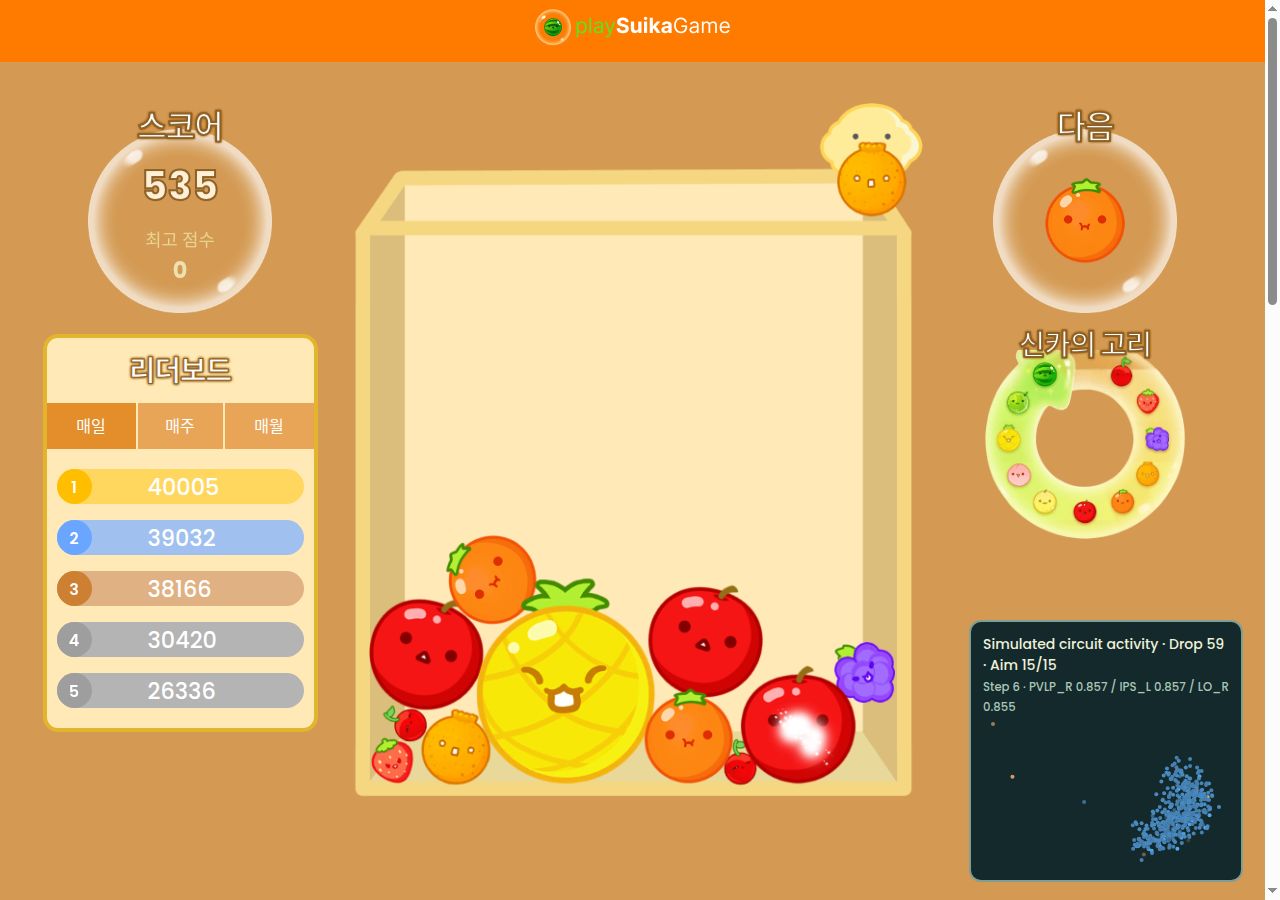 playSuikaGame
스코어
535
최고 점수
0
리더보드
매일 매주 매월
1 40005
2 39032
3 38166
4 30420
5 26336
다음
신카의 고리
Simulated circuit activity · Drop 59
· Aim 15/15
Step 6 · PVLP_R 0.857 / IPS_L 0.857 / LO_R
0.855